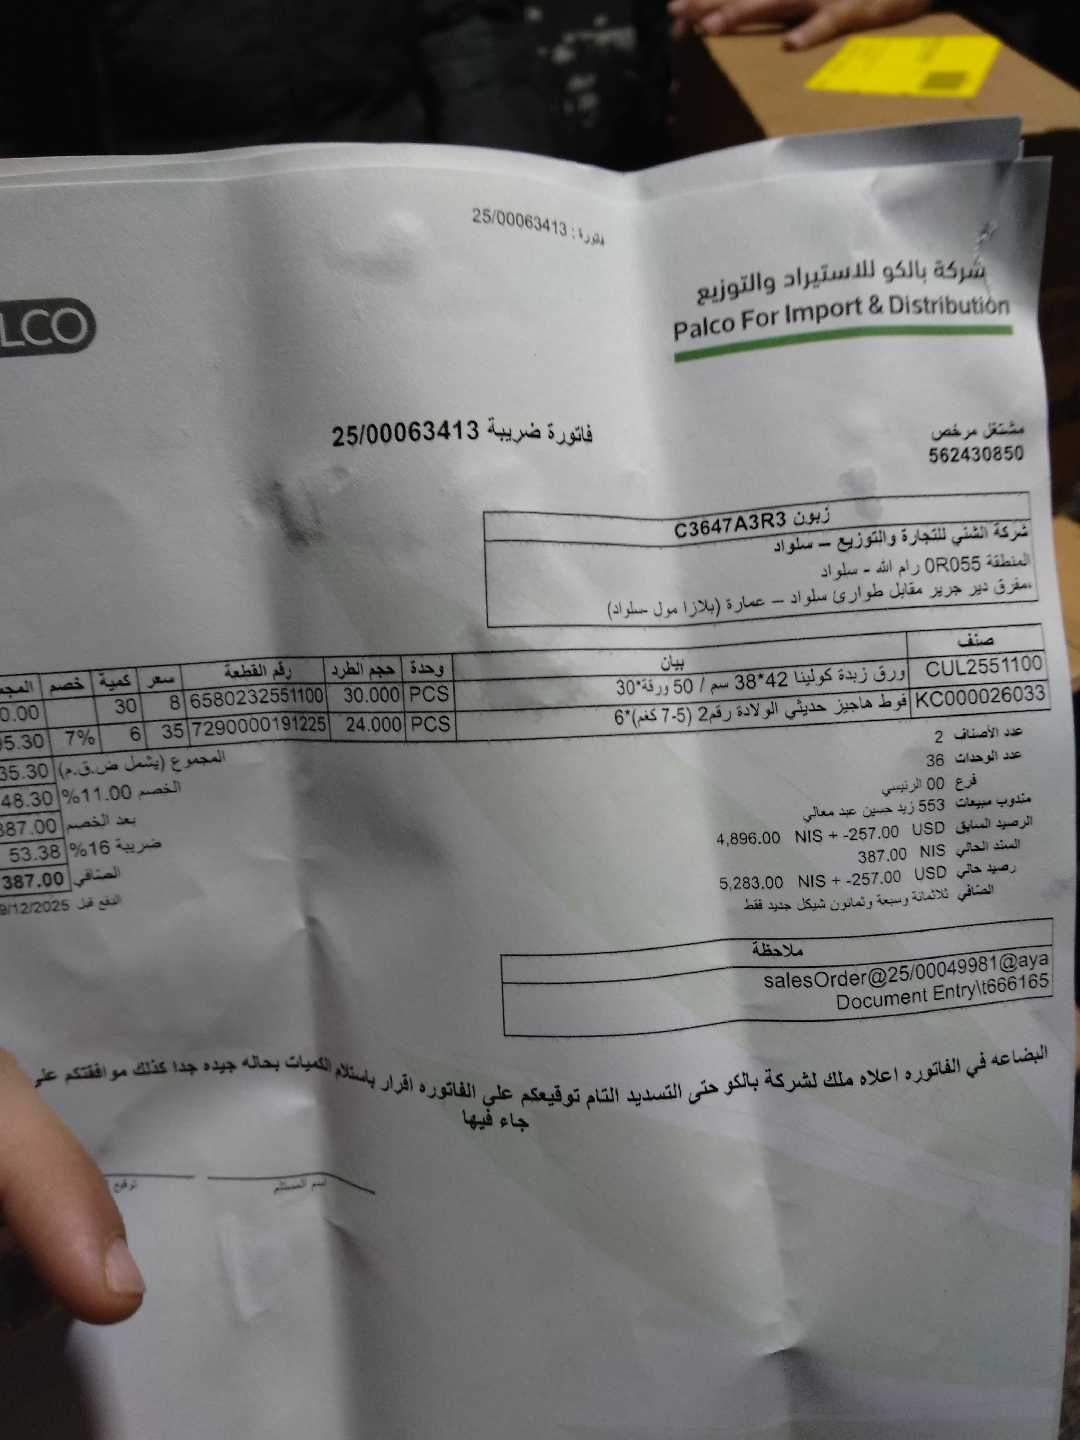 فاتورة : 25/00063413
شركة بالكو للاستيراد والتوزيع
Palco For Import & Distribution
LCO
فاتورة ضريبة 25/00063413
مشتغل مرخص
562430850
زبون C3647A3R3
شركة الشني للتجارة والتوزيع – سلواد
المنطقة 0R055 رام الله - سلواد
مفرق دير جرير مقابل طوارئ سلواد – عمارة (بلازا مول -سلواد)
صنف بيان وحدة حجم الطرد رقم القطعة سعر كمية خصم المجم
CUL2551100 ورق زبدة كولينا 42*38 سم / 50 ورقة*30 PCS 30.000 6580232551100 8 30 0.00
KC000026033 فوط هاجيز حديثي الولادة رقم2 (5-7 كغم)*6 PCS 24.000 7290000191225 35 6 7% 95.30
المجموع (يشمل ض.ق.م) 35.30
الخصم 11.00% 48.30
بعد الخصم 387.00
ضريبة 16% 53.38
الصافي 387.00
الدفع قبل 9/12/2025
عدد الأصناف 2
عدد الوحدات 36
فرع 00 الرئيسي
مندوب مبيعات 553 زيد حسين عبد معالي
الرصيد السابق 4,896.00 NIS + -257.00 USD
السند الحالي 387.00 NIS
رصيد حالي 5,283.00 NIS + -257.00 USD
الصافي ثلاثمائة وسبعة وثمانون شيكل جديد فقط
ملاحظة
salesOrder@25/00049981@aya
Document Entry\t666165
البضاعه في الفاتوره اعلاه ملك لشركة بالكو حتى التسديد التام توقيعكم على الفاتوره اقرار باستلام الكميات بحاله جيده جدا كذلك موافقتكم على
جاء فيها
اسم المستلم توقيع